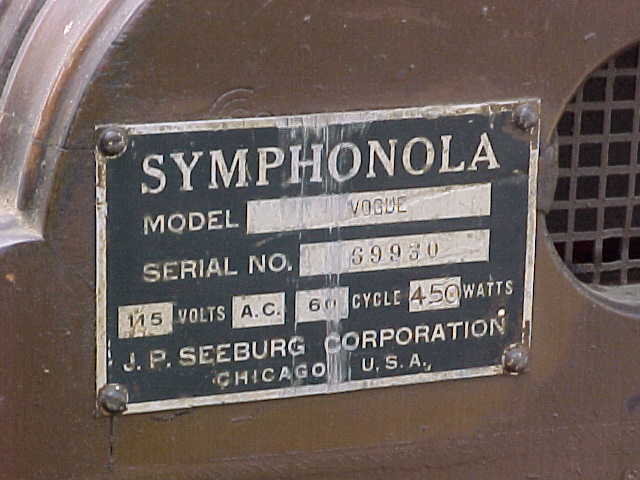 SYMPHONOLA
MODEL VOGUE
SERIAL NO. 69930
115 VOLTS A.C. 60 CYCLE 450 WATTS
J. P. SEEBURG CORPORATION
CHICAGO U.S.A.